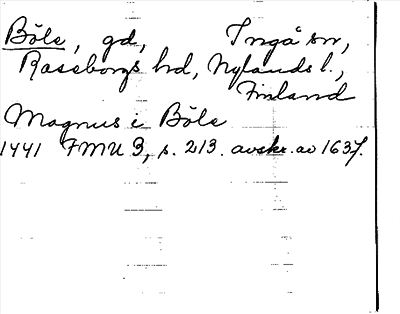 Böle, gd, Ingå sn,
Raseborgs hd, Nylands l.,
Finland
Magnus i Böle
1441 FMU 3, s. 213. avskr. av 1637.